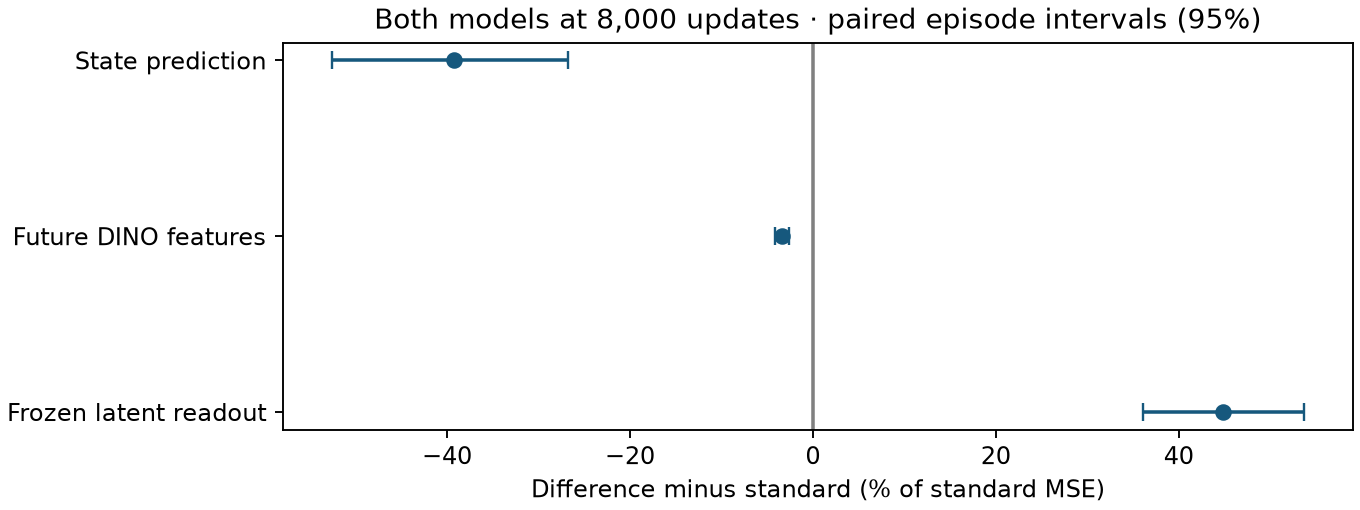 Both models at 8,000 updates · paired episode intervals (95%)
State prediction
Future DINO features
Frozen latent readout
−40 −20 0 20 40
Difference minus standard (% of standard MSE)